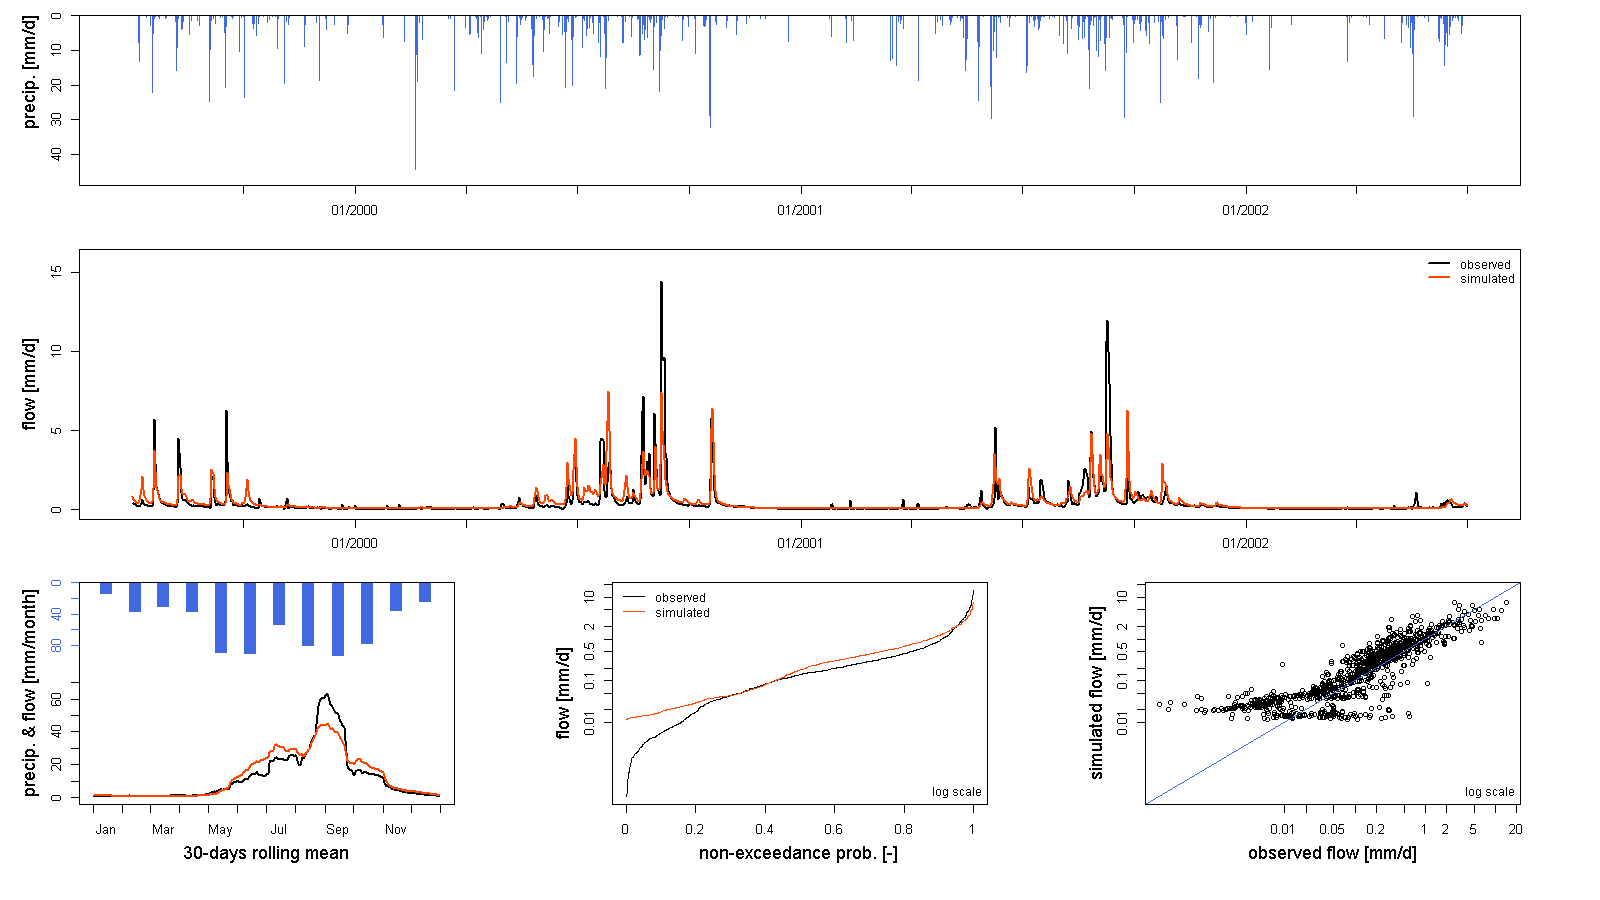 precip. [mm/d]
0
10
20
30
40
01/2000
01/2001
01/2002
flow [mm/d]
15
10
5
0
observed
simulated
01/2000
01/2001
01/2002
precip. & flow [mm/month]
0
40
80
60
40
20
0
Jan
Mar
May
Jul
Sep
Nov
30-days rolling mean
flow [mm/d]
10
2
0.5
0.1
0.01
observed
simulated
log scale
0
0.2
0.4
0.6
0.8
1
non-exceedance prob. [-]
simulated flow [mm/d]
10
2
0.5
0.1
0.01
log scale
0.01
0.05
0.2
1
2
5
20
observed flow [mm/d]